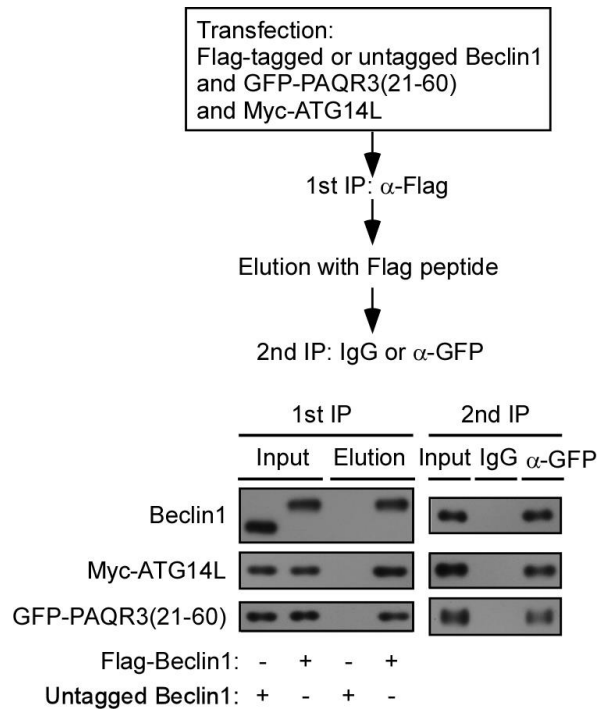 Transfection:
Flag-tagged or untagged Beclin1
and GFP-PAQR3(21-60)
and Myc-ATG14L
1st IP: α-Flag
Elution with Flag peptide
2nd IP: IgG or α-GFP
1st IP 2nd IP
Input Elution Input IgG α-GFP
Beclin1
Myc-ATG14L
GFP-PAQR3(21-60)
Flag-Beclin1: - + - +
Untagged Beclin1: + - + -